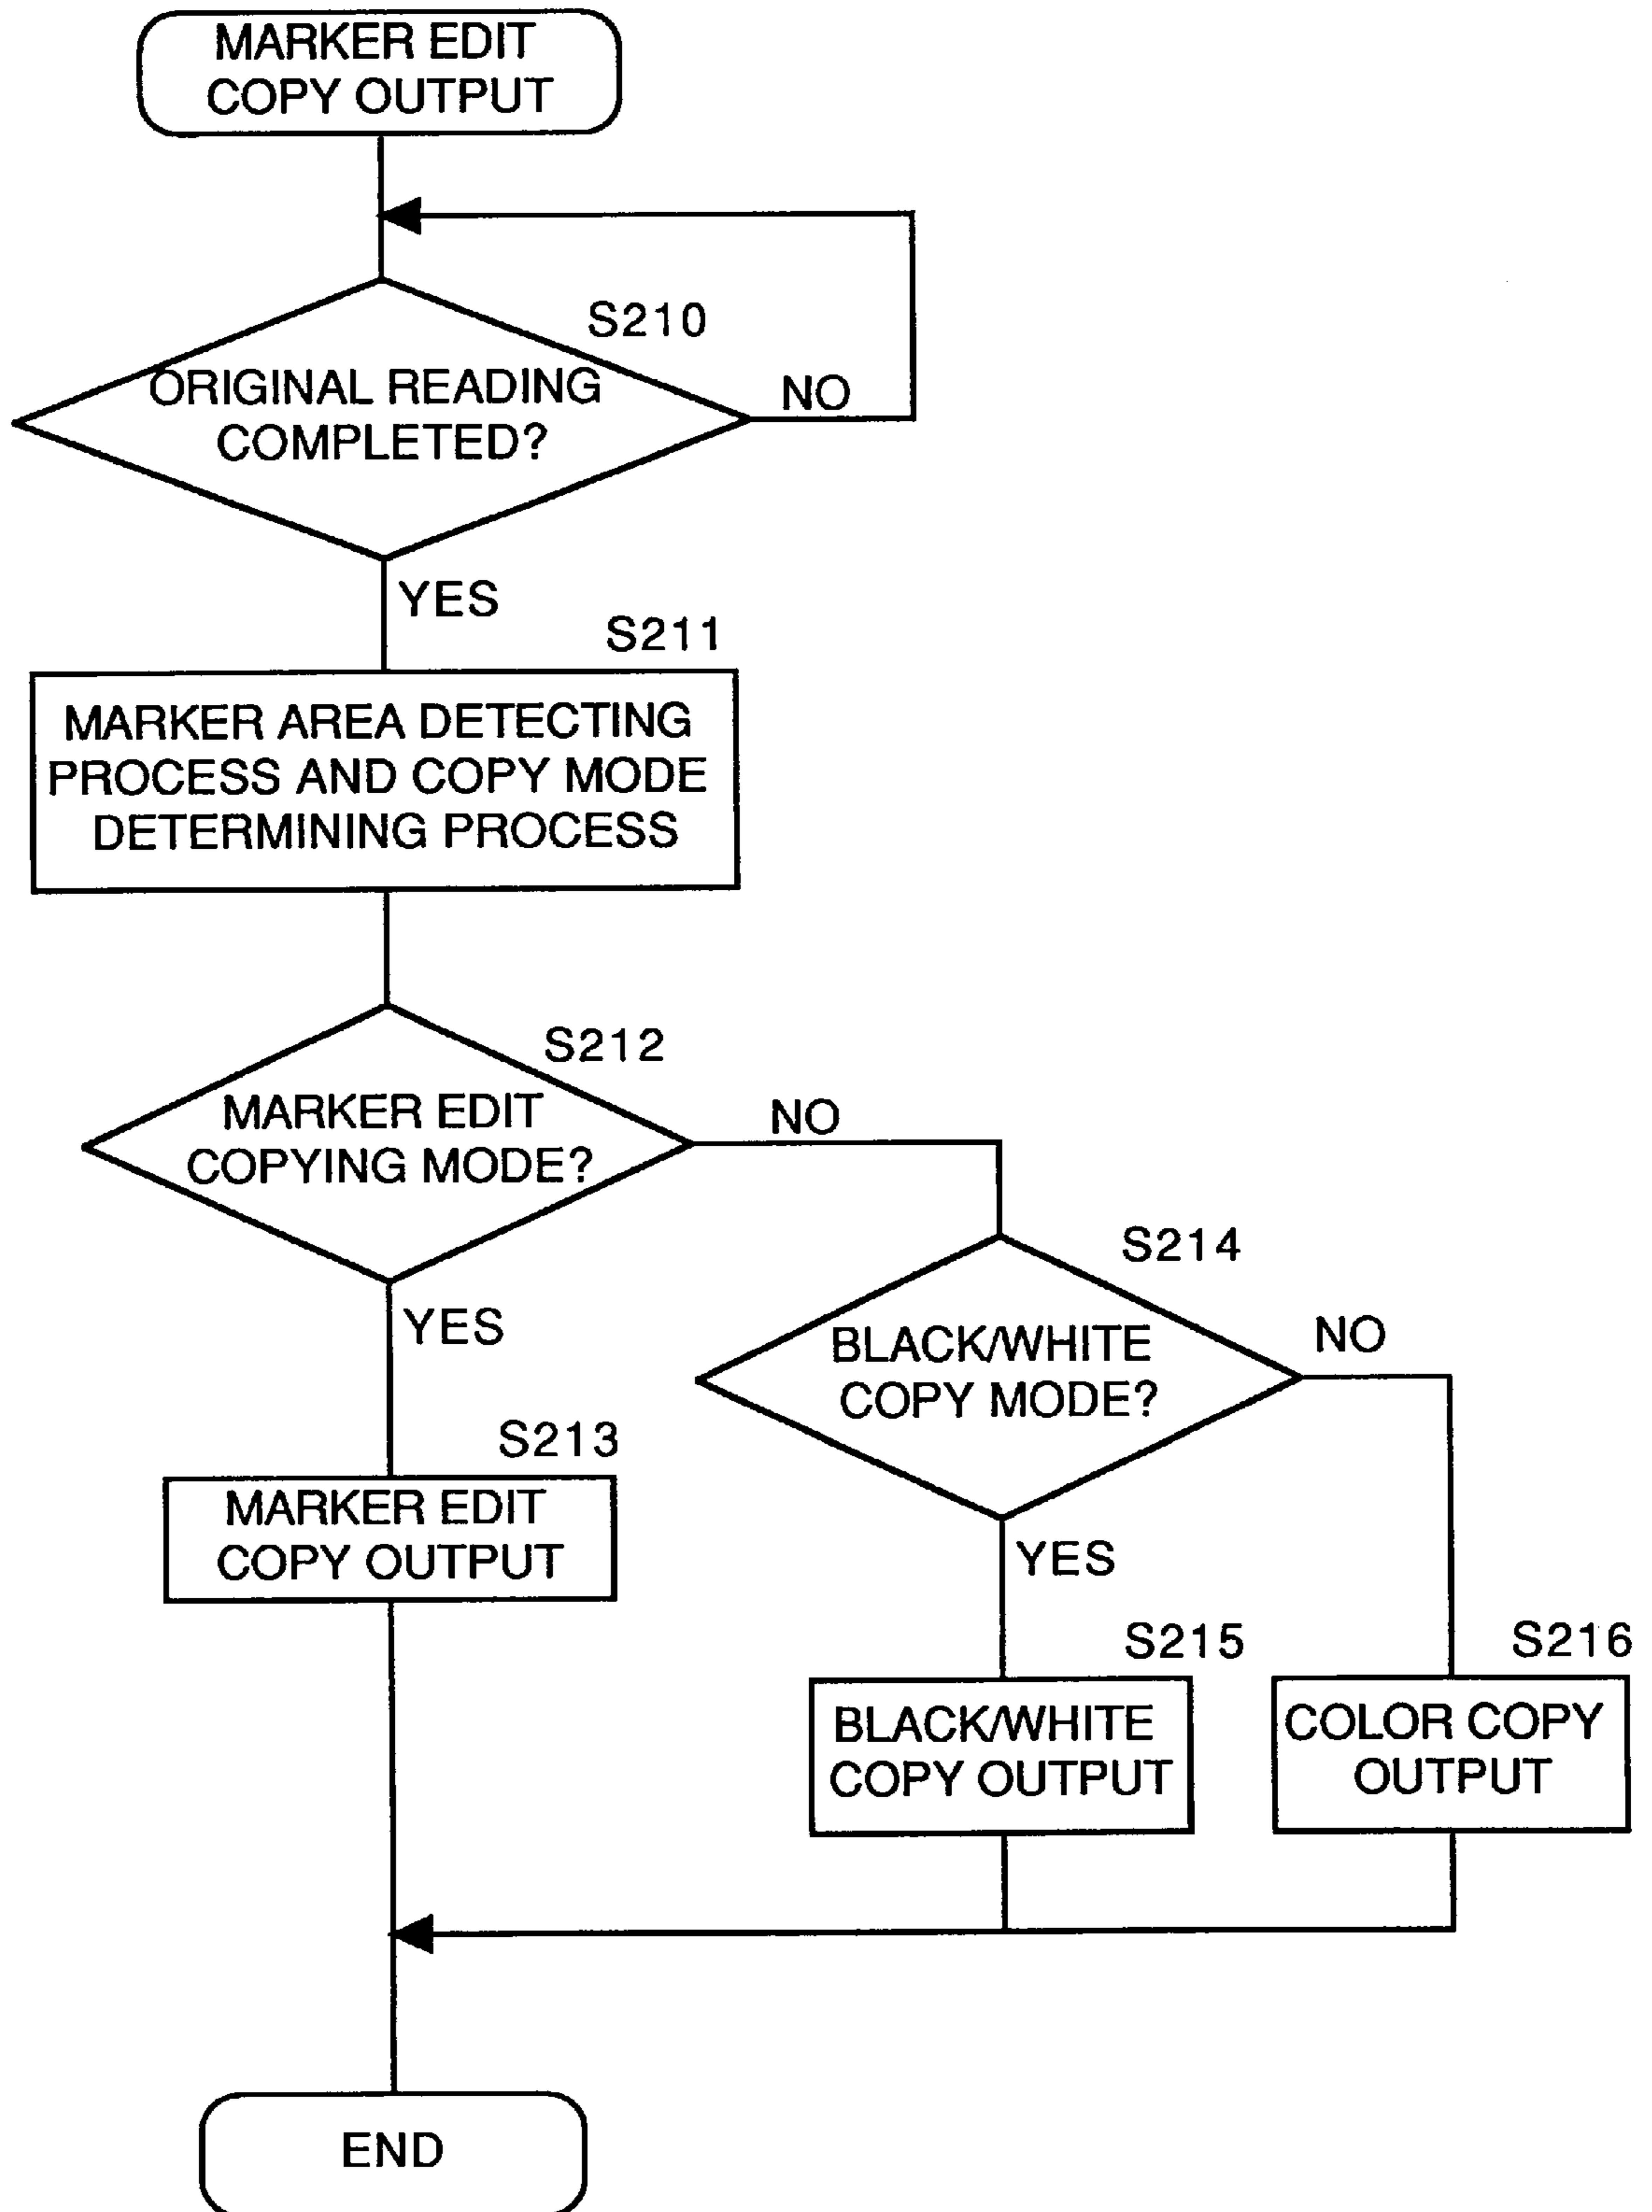 MARKER EDIT
COPY OUTPUT
S210
ORIGINAL READING
COMPLETED?
NO
YES
S211
MARKER AREA DETECTING
PROCESS AND COPY MODE
DETERMINING PROCESS
S212
MARKER EDIT
COPYING MODE?
NO
YES
S213
MARKER EDIT
COPY OUTPUT
S214
BLACK/WHITE
COPY MODE?
NO
YES
S215
BLACK/WHITE
COPY OUTPUT
S216
COLOR COPY
OUTPUT
END